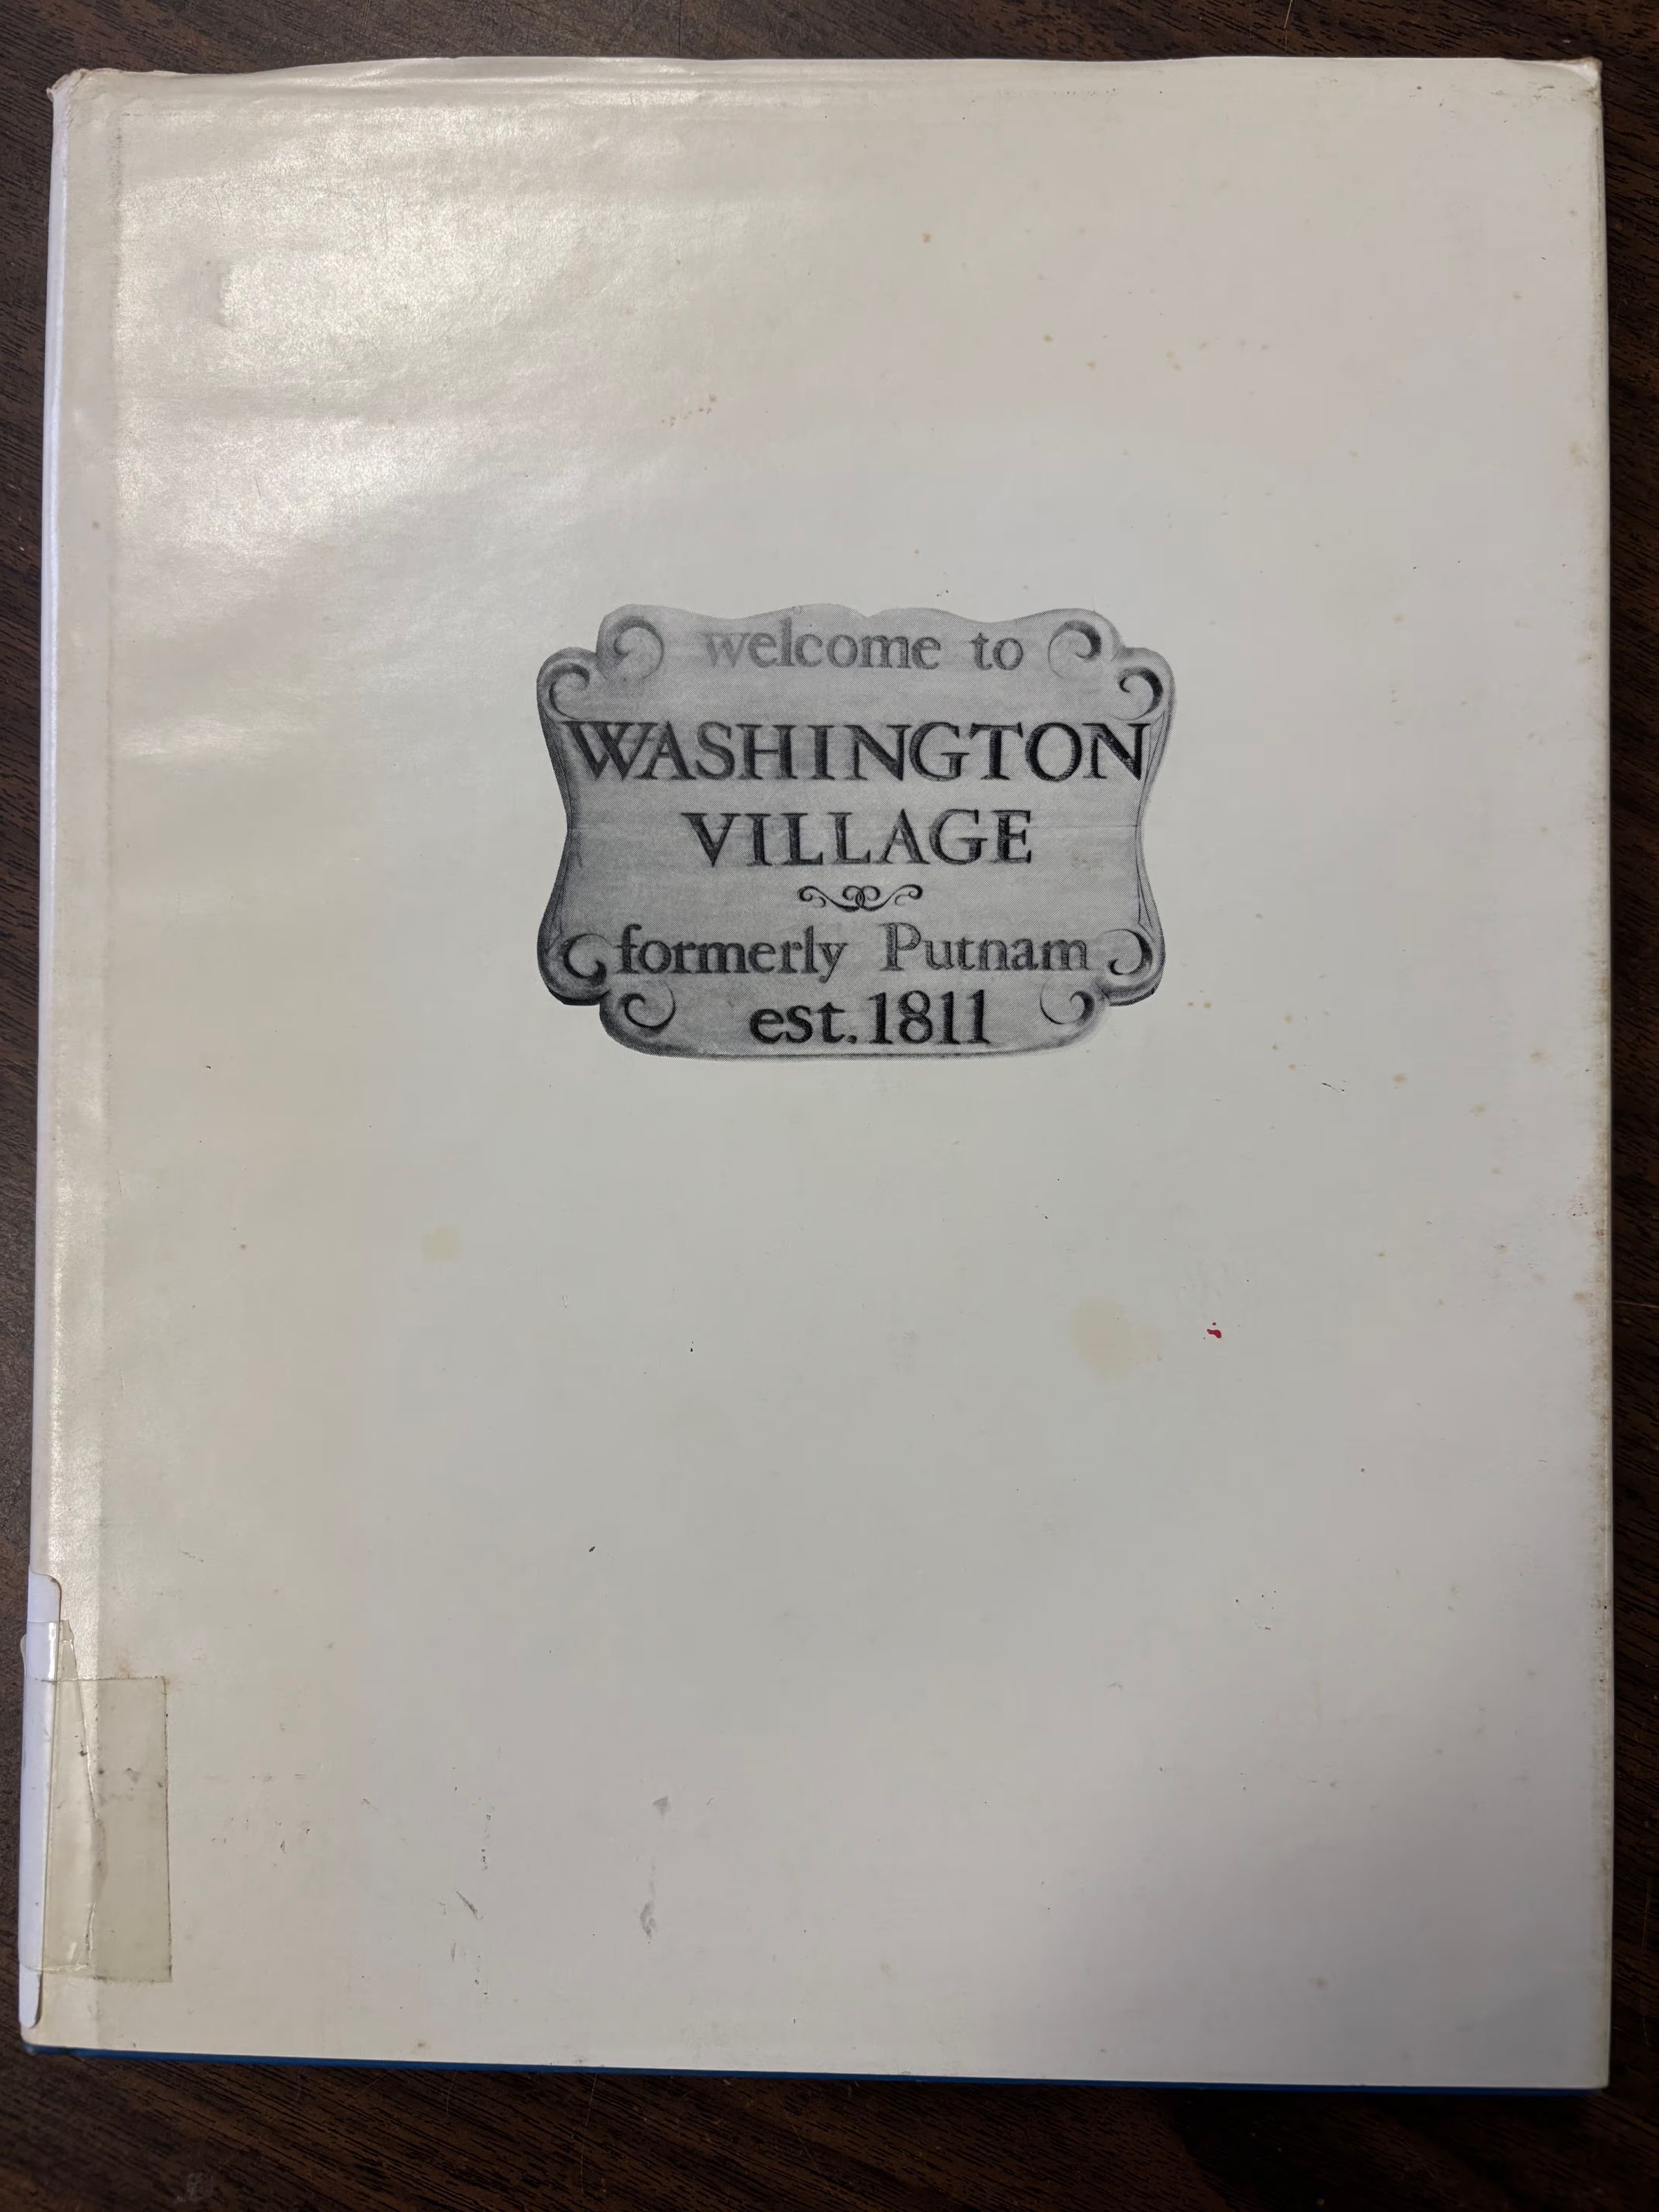 welcome to
WASHINGTON
VILLAGE
formerly Putnam
est. 1811